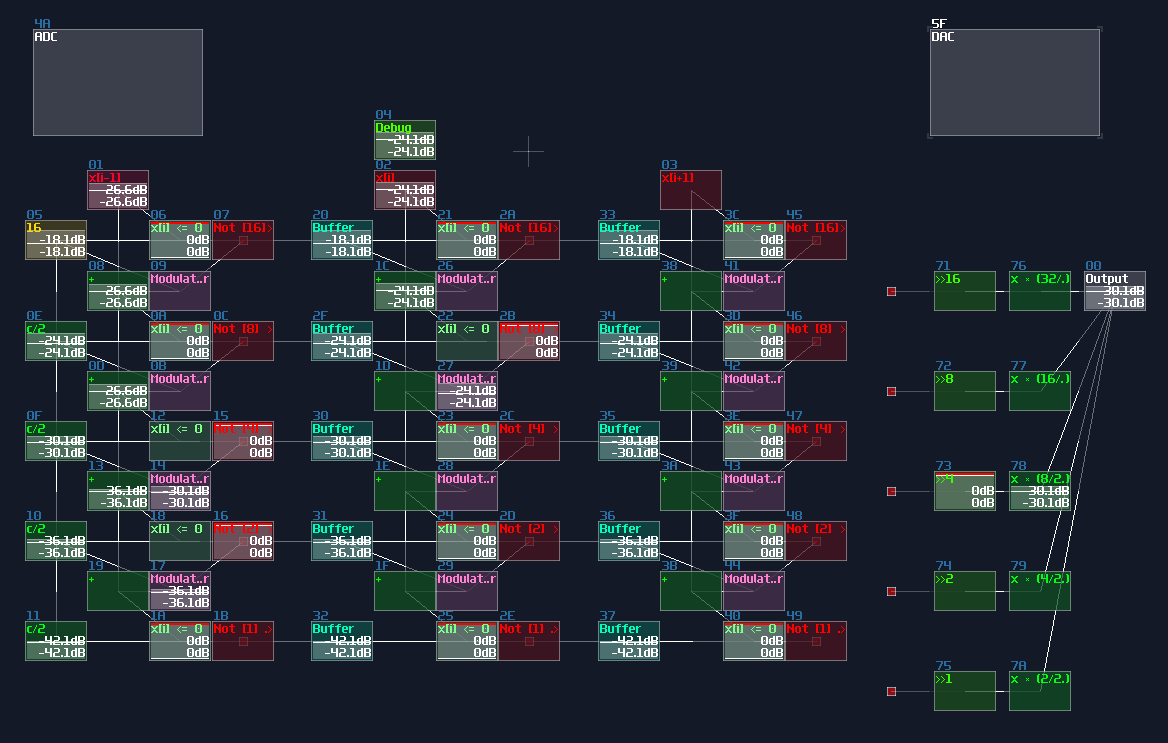 4A
ADC
5F
DAC
04
Debug
-24.1dB
-24.1dB
01
x[i-1]
-26.6dB
-26.6dB
02
x[i]
-24.1dB
-24.1dB
03
x[i+1]
05
16
-18.1dB
-18.1dB
06
x[i] <= 0
0dB
0dB
07
Not [16]>
20
Buffer
-18.1dB
-18.1dB
21
x[i] <= 0
0dB
0dB
2A
Not [16]>
33
Buffer
-18.1dB
-18.1dB
3C
x[i] <= 0
0dB
0dB
45
Not [16]>
08
+
-26.6dB
-26.6dB
09
Modulat..r
1C
+
-24.1dB
-24.1dB
26
Modulat..r
38
+
41
Modulat..r
71
>>16
76
x * (32/.)
00
Output
-30.1dB
-30.1dB
0E
c/2
-24.1dB
-24.1dB
0A
x[i] <= 0
0dB
0dB
0C
Not [8] >
2F
Buffer
-24.1dB
-24.1dB
22
x[i] <= 0
2B
Not [8] >
0dB
0dB
34
Buffer
-24.1dB
-24.1dB
3D
x[i] <= 0
0dB
0dB
46
Not [8] >
0D
+
-26.6dB
-26.6dB
0B
Modulat..r
1D
+
27
Modulat..r
-24.1dB
-24.1dB
39
+
42
Modulat..r
72
>>8
77
x * (16/.)
0F
c/2
-30.1dB
-30.1dB
12
x[i] <= 0
15
Not [4] >
0dB
0dB
30
Buffer
-30.1dB
-30.1dB
23
x[i] <= 0
0dB
0dB
2C
Not [4] >
35
Buffer
-30.1dB
-30.1dB
3E
x[i] <= 0
0dB
0dB
47
Not [4] >
13
+
-36.1dB
-36.1dB
14
Modulat..r
-30.1dB
-30.1dB
1E
+
28
Modulat..r
3A
+
43
Modulat..r
73
>>4
0dB
0dB
78
x * (8/2.)
-30.1dB
-30.1dB
10
c/2
-36.1dB
-36.1dB
18
x[i] <= 0
16
Not [2] >
0dB
0dB
31
Buffer
-36.1dB
-36.1dB
24
x[i] <= 0
0dB
0dB
2D
Not [2] >
36
Buffer
-36.1dB
-36.1dB
3F
x[i] <= 0
0dB
0dB
48
Not [2] >
19
+
17
Modulat..r
-36.1dB
-36.1dB
1F
+
29
Modulat..r
3B
+
44
Modulat..r
74
>>2
79
x * (4/2.)
11
c/2
-42.1dB
-42.1dB
1A
x[i] <= 0
0dB
0dB
1B
Not [1] .>
32
Buffer
-42.1dB
-42.1dB
25
x[i] <= 0
0dB
0dB
2E
Not [1] .>
37
Buffer
-42.1dB
-42.1dB
40
x[i] <= 0
0dB
0dB
49
Not [1] .>
75
>>1
7A
x * (2/2.)